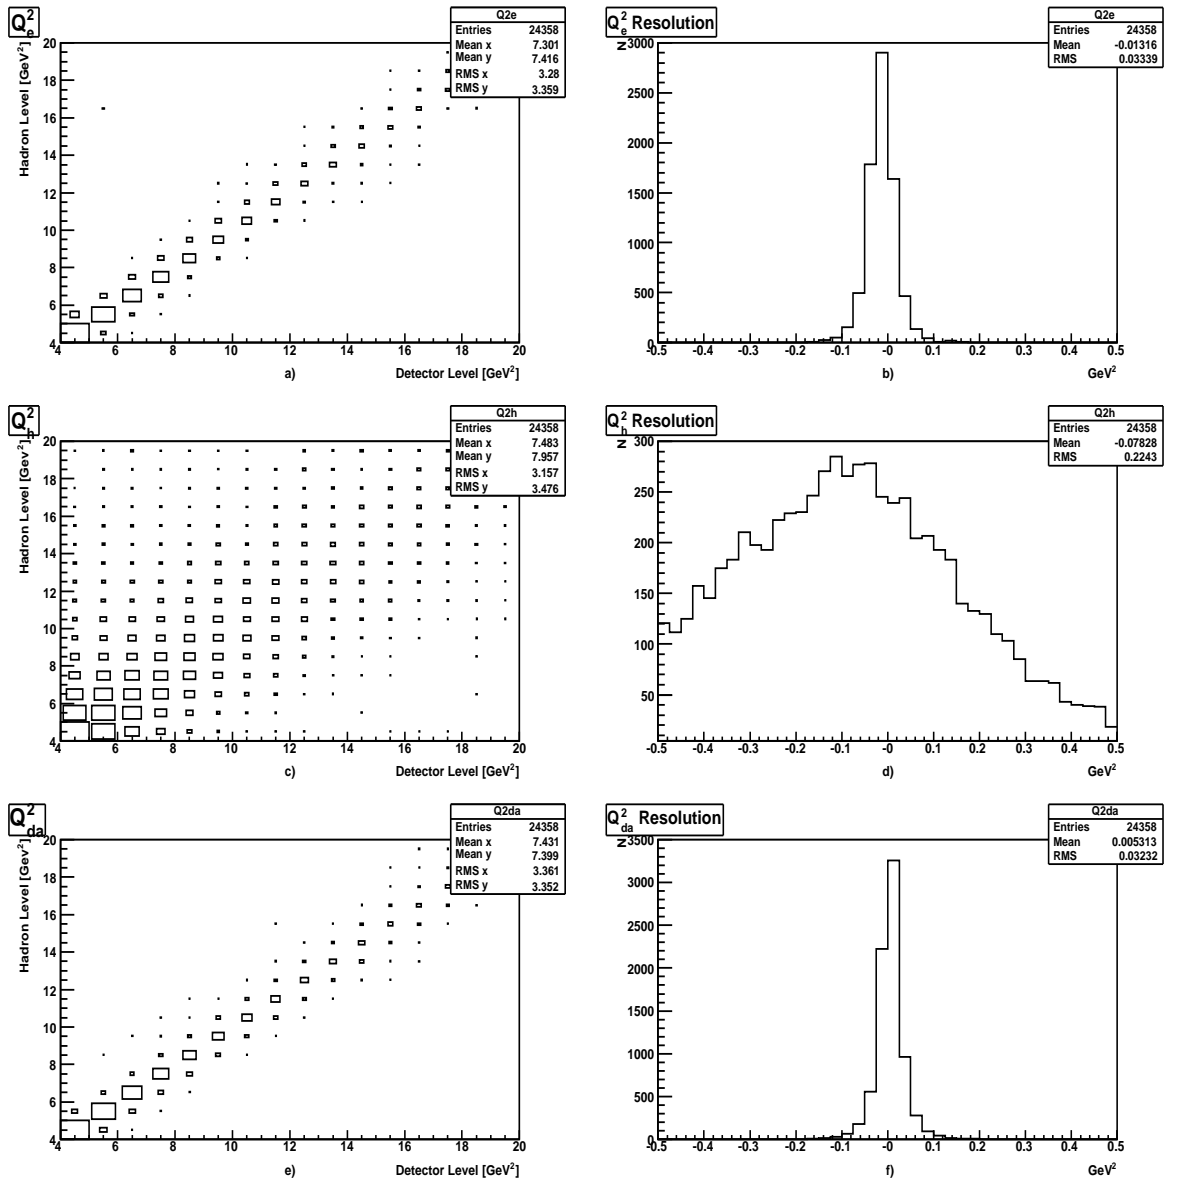 Q²e
Q2e
Entries 24358
Mean x 7.301
Mean y 7.416
RMS x 3.28
RMS y 3.359
Hadron Level [GeV²]
20
18
16
14
12
10
8
6
4
4 6 8 10 12 14 16 18 20
a) Detector Level [GeV²]
Q²e Resolution
Q2e
Entries 24358
Mean -0.01316
RMS 0.03339
N
3000
2500
2000
1500
1000
500
0
-0.5 -0.4 -0.3 -0.2 -0.1 -0 0.1 0.2 0.3 0.4 0.5
b) GeV²
Q²h
Q2h
Entries 24358
Mean x 7.483
Mean y 7.957
RMS x 3.157
RMS y 3.476
Hadron Level [Gev²]
20
18
16
14
12
10
8
6
4
4 6 8 10 12 14 16 18 20
c) Detector Level [GeV²]
Q²h Resolution
Q2h
Entries 24358
Mean -0.07828
RMS 0.2243
N
300
250
200
150
100
50
-0.5 -0.4 -0.3 -0.2 -0.1 -0 0.1 0.2 0.3 0.4 0.5
d) GeV²
Q²da
Q2da
Entries 24358
Mean x 7.431
Mean y 7.399
RMS x 3.361
RMS y 3.352
Hadron Level [Gev²]
20
18
16
14
12
10
8
6
4
4 6 8 10 12 14 16 18 20
e) Detector Level [GeV²]
Q²da Resolution
Q2da
Entries 24358
Mean 0.005313
RMS 0.03232
N
3500
3000
2500
2000
1500
1000
500
0
-0.5 -0.4 -0.3 -0.2 -0.1 -0 0.1 0.2 0.3 0.4 0.5
f) GeV²